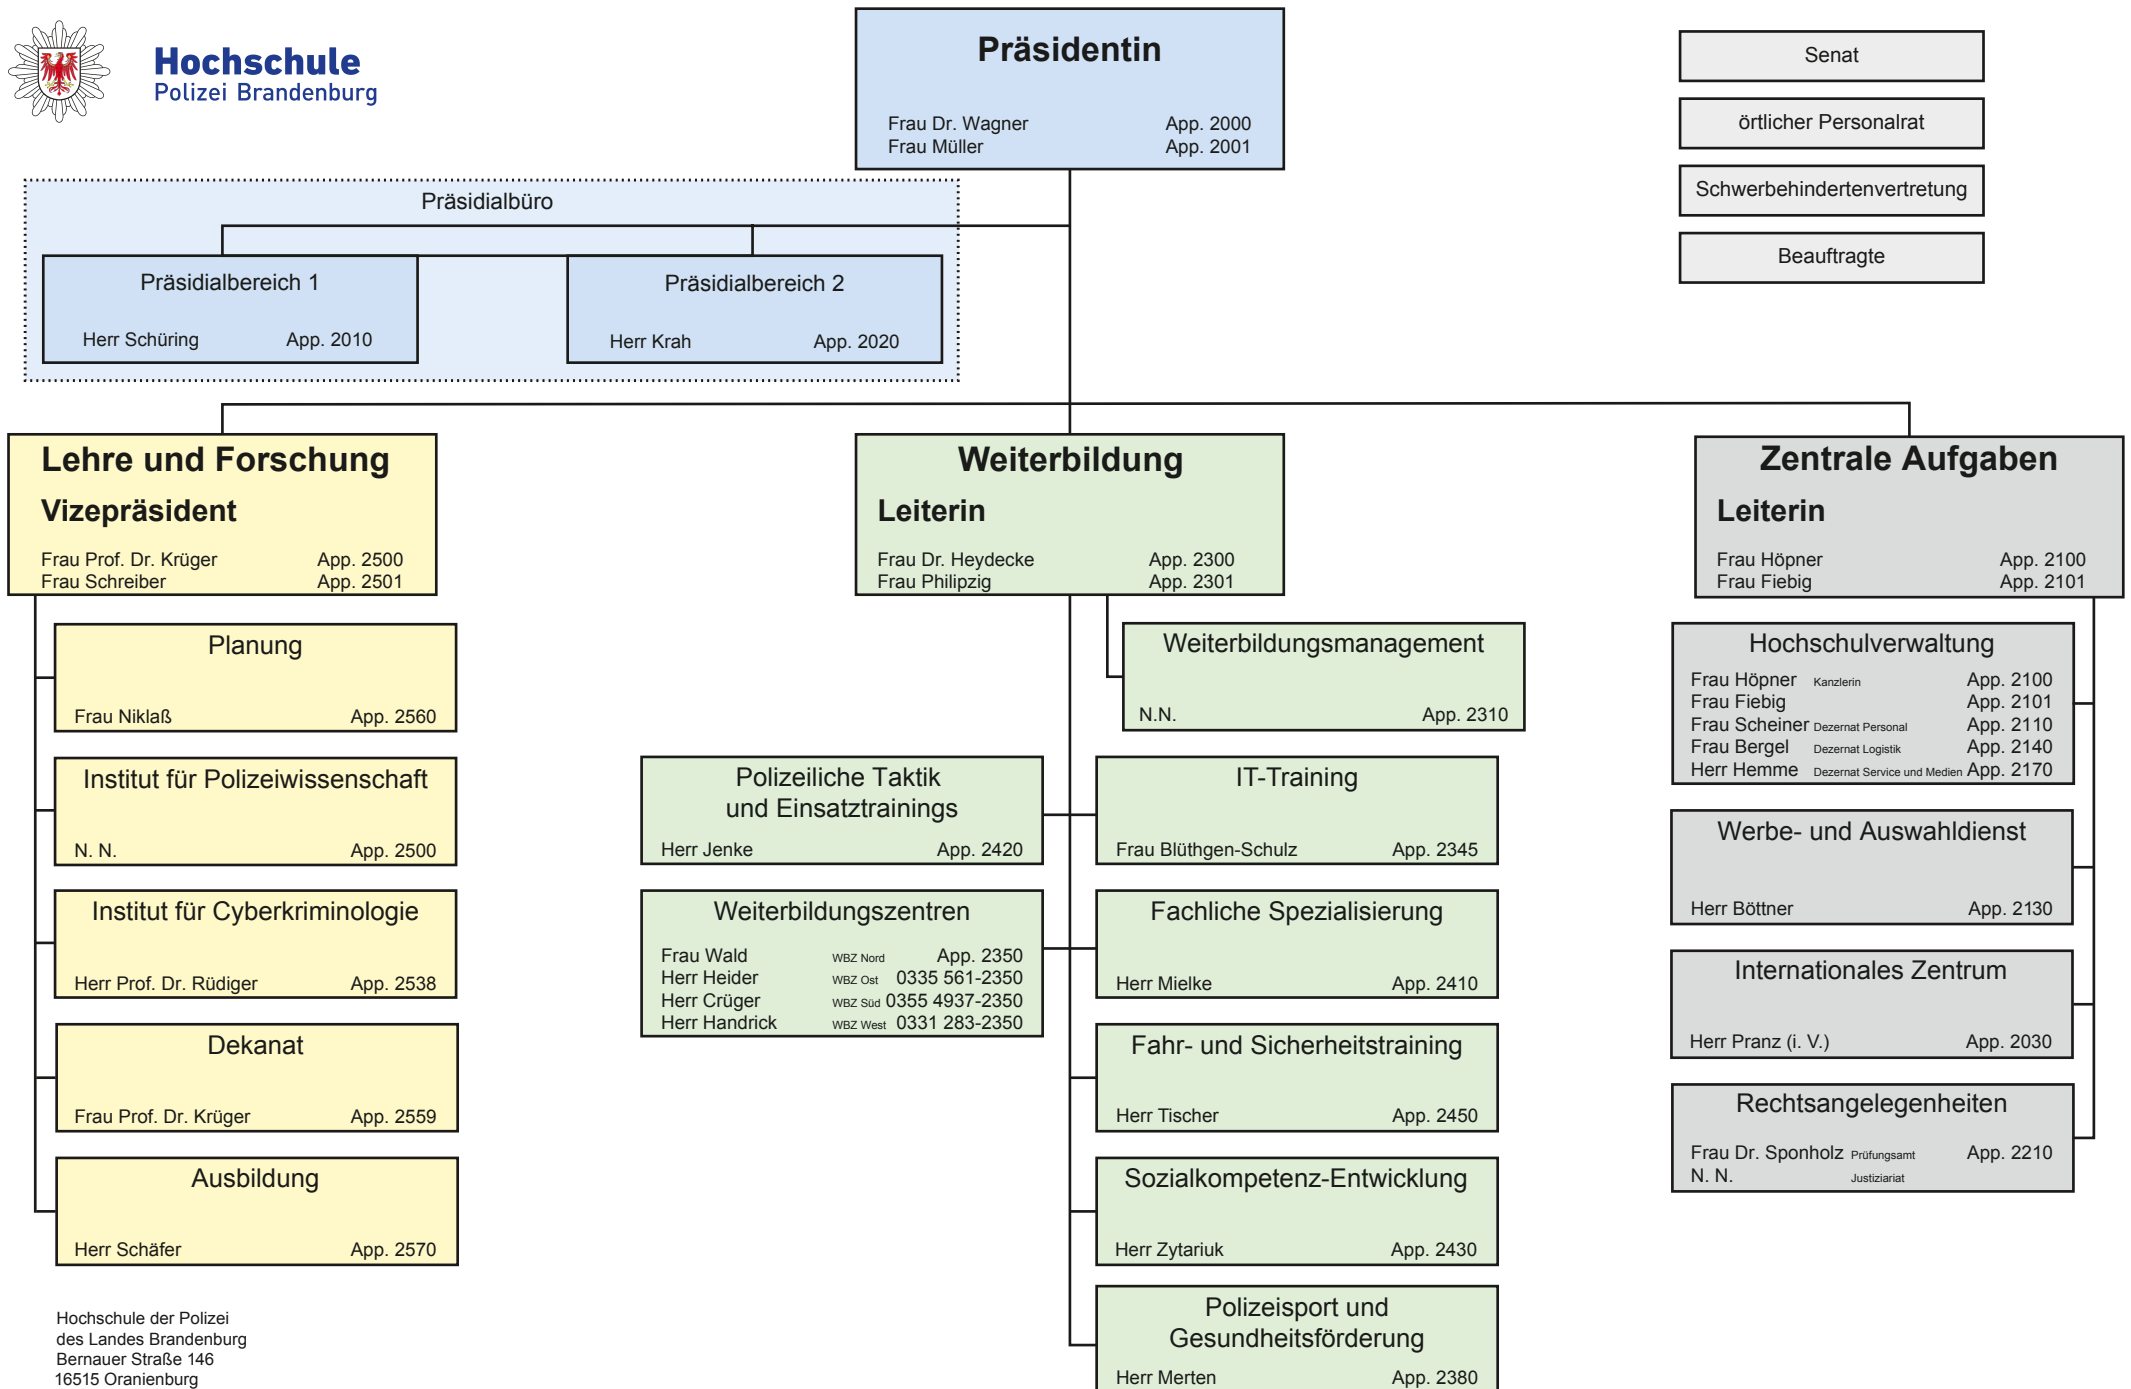 Hochschule
Polizei Brandenburg
Präsidentin
Frau Dr. Wagner App. 2000
Frau Müller App. 2001
Senat
örtlicher Personalrat
Schwerbehindertenvertretung
Beauftragte
Präsidialbüro
Präsidialbereich 1
Herr Schüring App. 2010
Präsidialbereich 2
Herr Krah App. 2020
Lehre und Forschung
Vizepräsident
Frau Prof. Dr. Krüger App. 2500
Frau Schreiber App. 2501
Planung
Frau Niklaß App. 2560
Institut für Polizeiwissenschaft
N. N. App. 2500
Institut für Cyberkriminologie
Herr Prof. Dr. Rüdiger App. 2538
Dekanat
Frau Prof. Dr. Krüger App. 2559
Ausbildung
Herr Schäfer App. 2570
Weiterbildung
Leiterin
Frau Dr. Heydecke App. 2300
Frau Philipzig App. 2301
Weiterbildungsmanagement
N.N. App. 2310
Polizeiliche Taktik
und Einsatztrainings
Herr Jenke App. 2420
IT-Training
Frau Blüthgen-Schulz App. 2345
Weiterbildungszentren
Frau Wald WBZ Nord App. 2350
Herr Heider WBZ Ost 0335 561-2350
Herr Crüger WBZ Süd 0355 4937-2350
Herr Handrick WBZ West 0331 283-2350
Fachliche Spezialisierung
Herr Mielke App. 2410
Fahr- und Sicherheitstraining
Herr Tischer App. 2450
Sozialkompetenz-Entwicklung
Herr Zytariuk App. 2430
Polizeisport und
Gesundheitsförderung
Herr Merten App. 2380
Zentrale Aufgaben
Leiterin
Frau Höpner App. 2100
Frau Fiebig App. 2101
Hochschulverwaltung
Frau Höpner Kanzlerin App. 2100
Frau Fiebig App. 2101
Frau Scheiner Dezernat Personal App. 2110
Frau Bergel Dezernat Logistik App. 2140
Herr Hemme Dezernat Service und Medien App. 2170
Werbe- und Auswahldienst
Herr Böttner App. 2130
Internationales Zentrum
Herr Pranz (i. V.) App. 2030
Rechtsangelegenheiten
Frau Dr. Sponholz Prüfungsamt App. 2210
N. N. Justiziariat
Hochschule der Polizei
des Landes Brandenburg
Bernauer Straße 146
16515 Oranienburg